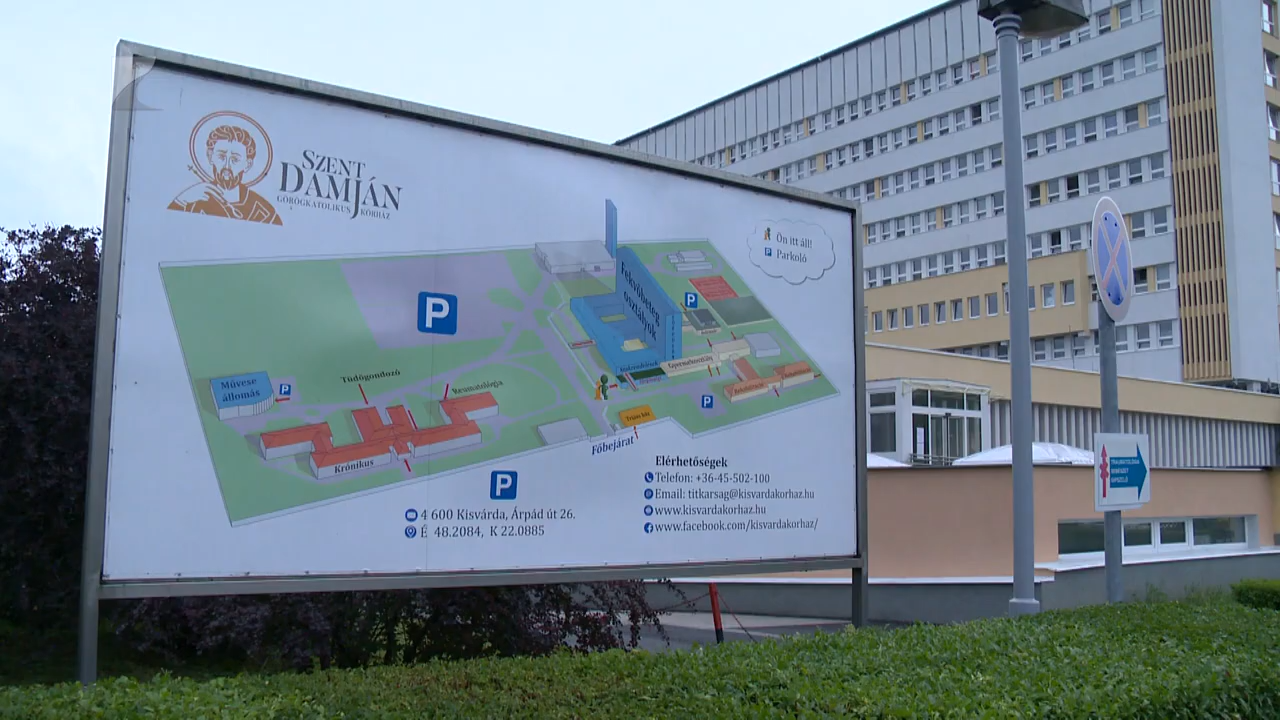 SZENT
DAMJÁN
GÖRÖGKATOLIKUS KÓRHÁZ
Ön itt áll!
P Parkoló
Fekvőbeteg
osztályok
P
P
Művese
állomás
P
Tüdőgondozó
Reumatológia
Krónikus
P
Főbejárat
P
Elérhetőségek
Telefon: +36-45-502-100
Email: titkarsag@kisvardakorhaz.hu
www.kisvardakorhaz.hu
www.facebook.com/kisvardakorhaz/
4 600 Kisvárda, Árpád út 26.
É 48.2084, K 22.0885